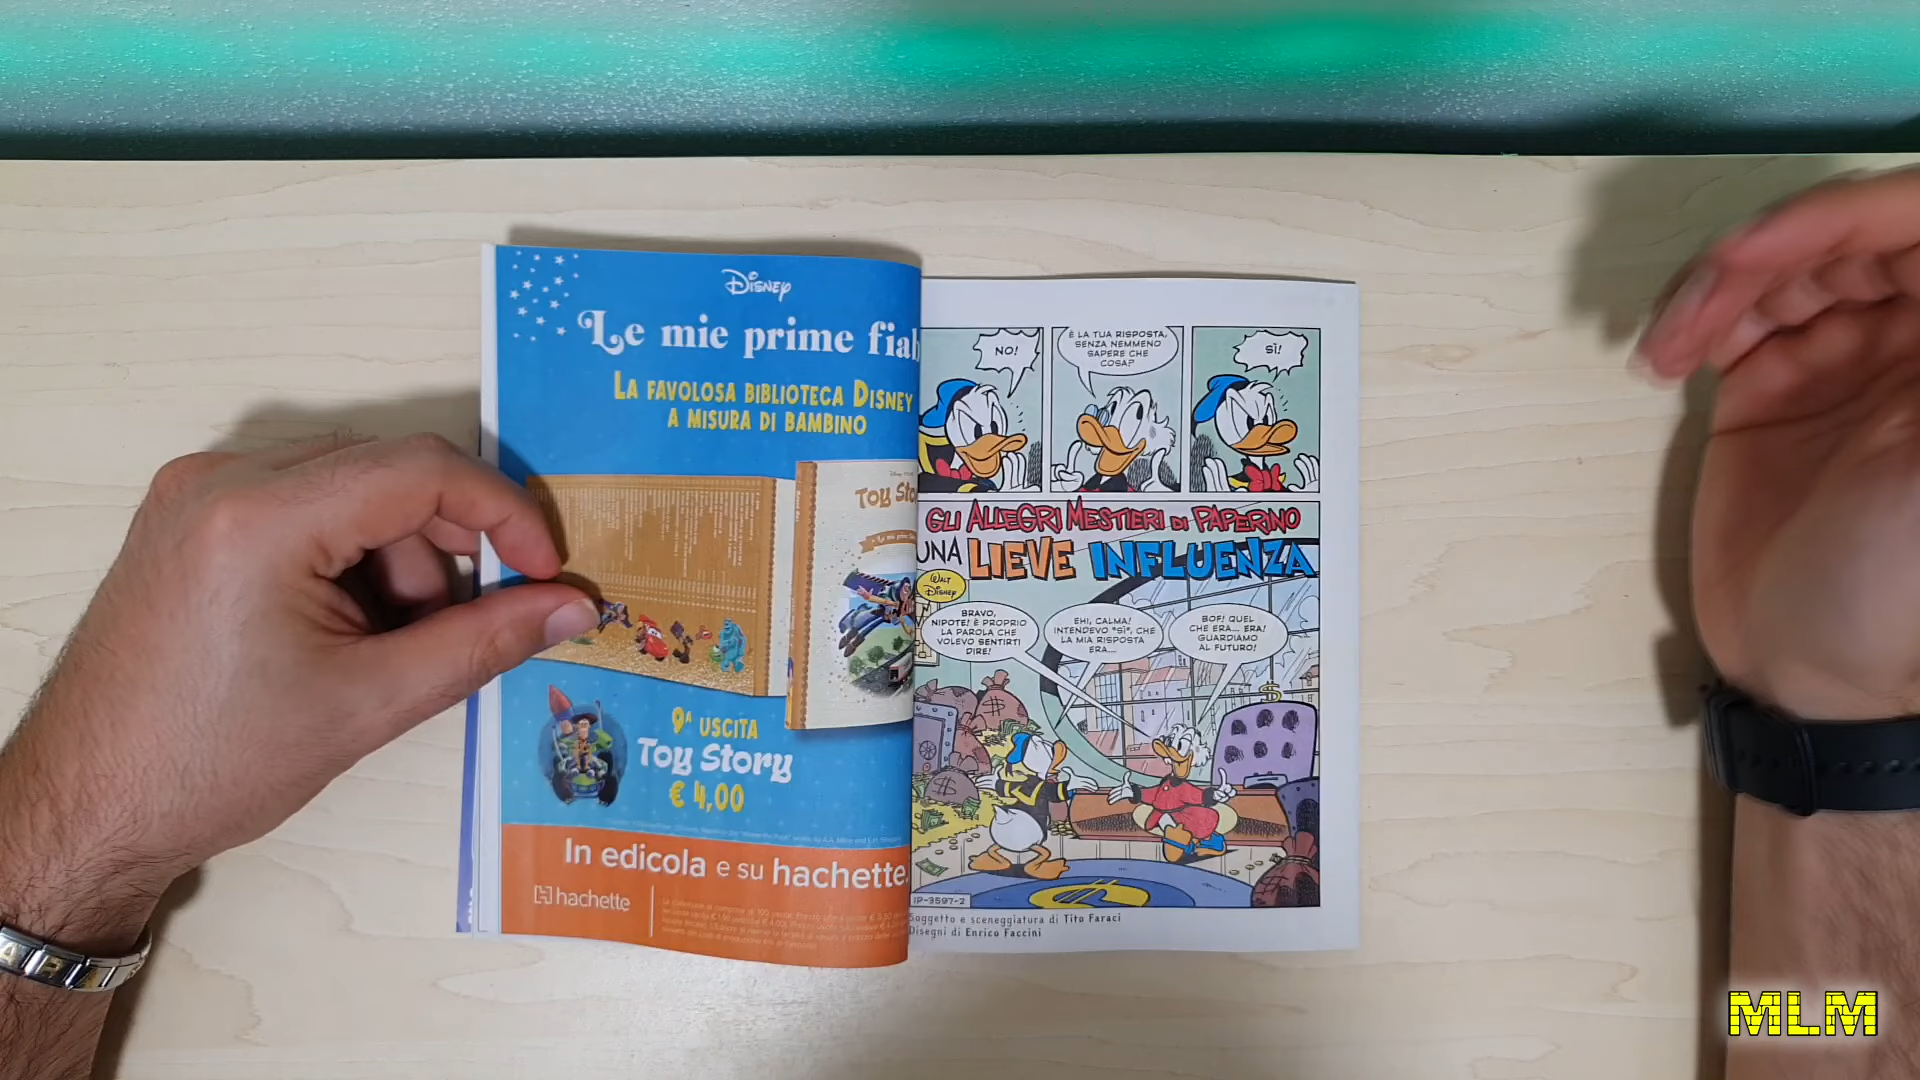 Disney
Le mie prime fiab
La favolosa biblioteca Disney
a misura di bambino
Toy Sto
9ª uscita
Toy Story
€ 4,00
In edicola e su hachette.
hachette
NO!
È LA TUA RISPOSTA,
SENZA NEMMENO
SAPERE CHE
COSA?
SÌ!
GLI ALLEGRI MESTIERI DI PAPERINO
UNA LIEVE INFLUENZA
WALT
DISNEY
BRAVO,
NIPOTE! È PROPRIO
LA PAROLA CHE
VOLEVO SENTIRTI
DIRE!
EHI, CALMA!
INTENDEVO "SÌ", CHE
LA MIA RISPOSTA
ERA...
BOF! QUEL
CHE ERA... ERA!
GUARDIAMO
AL FUTURO!
IP-3597-2
Soggetto e sceneggiatura di Tito Faraci
Disegni di Enrico Faccini
MLM